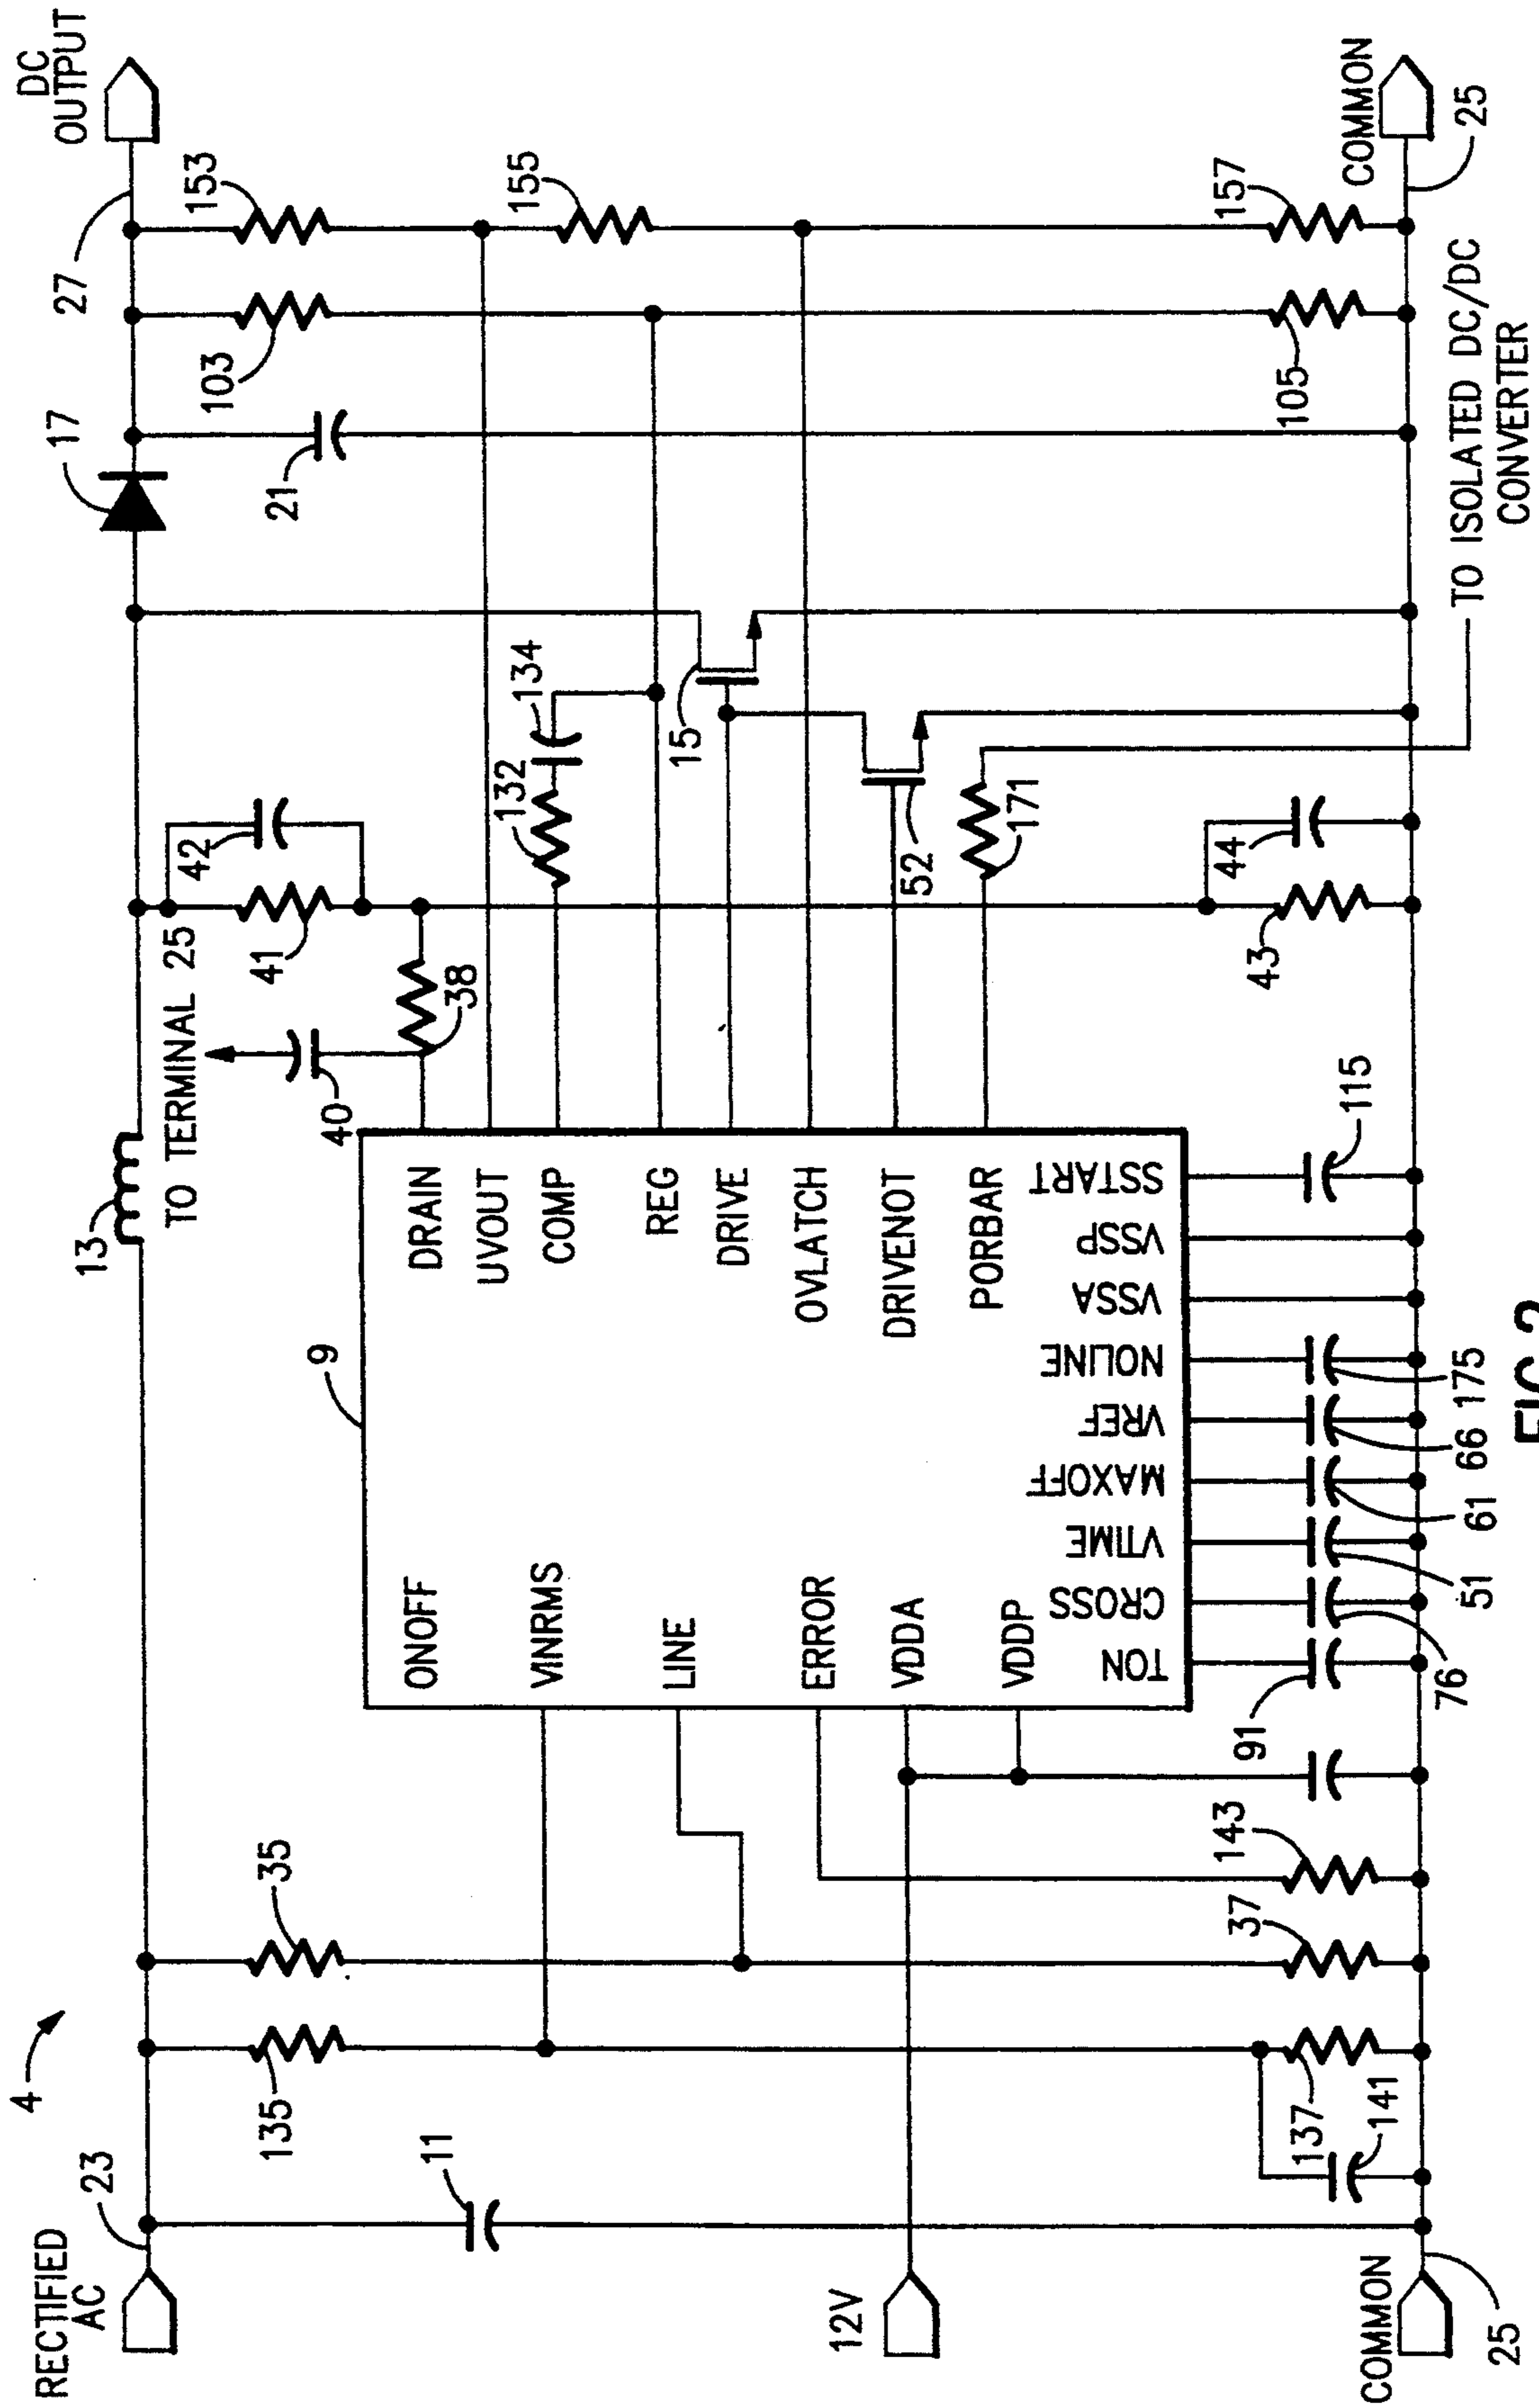 4
RECTIFIED
AC
23
11
135
35
13
TO TERMINAL 25
40
38
41
42
17
27
DC
OUTPUT
21
103
153
155
132
134
15
52
171
9
ONOFF
VINRMS
LINE
ERROR
VDDA
VDDP
DRAIN
UVOUT
COMP
REG
DRIVE
OVLATCH
DRIVENOT
PORBAR
TON
CROSS
VTIME
MAXOFF
VREF
NOLINE
VSSA
VSSP
SSTART
12V
137
141
37
143
91
76
51
61
66
175
115
43
44
105
157
COMMON
25
COMMON
25
TO ISOLATED DC/DC
CONVERTER